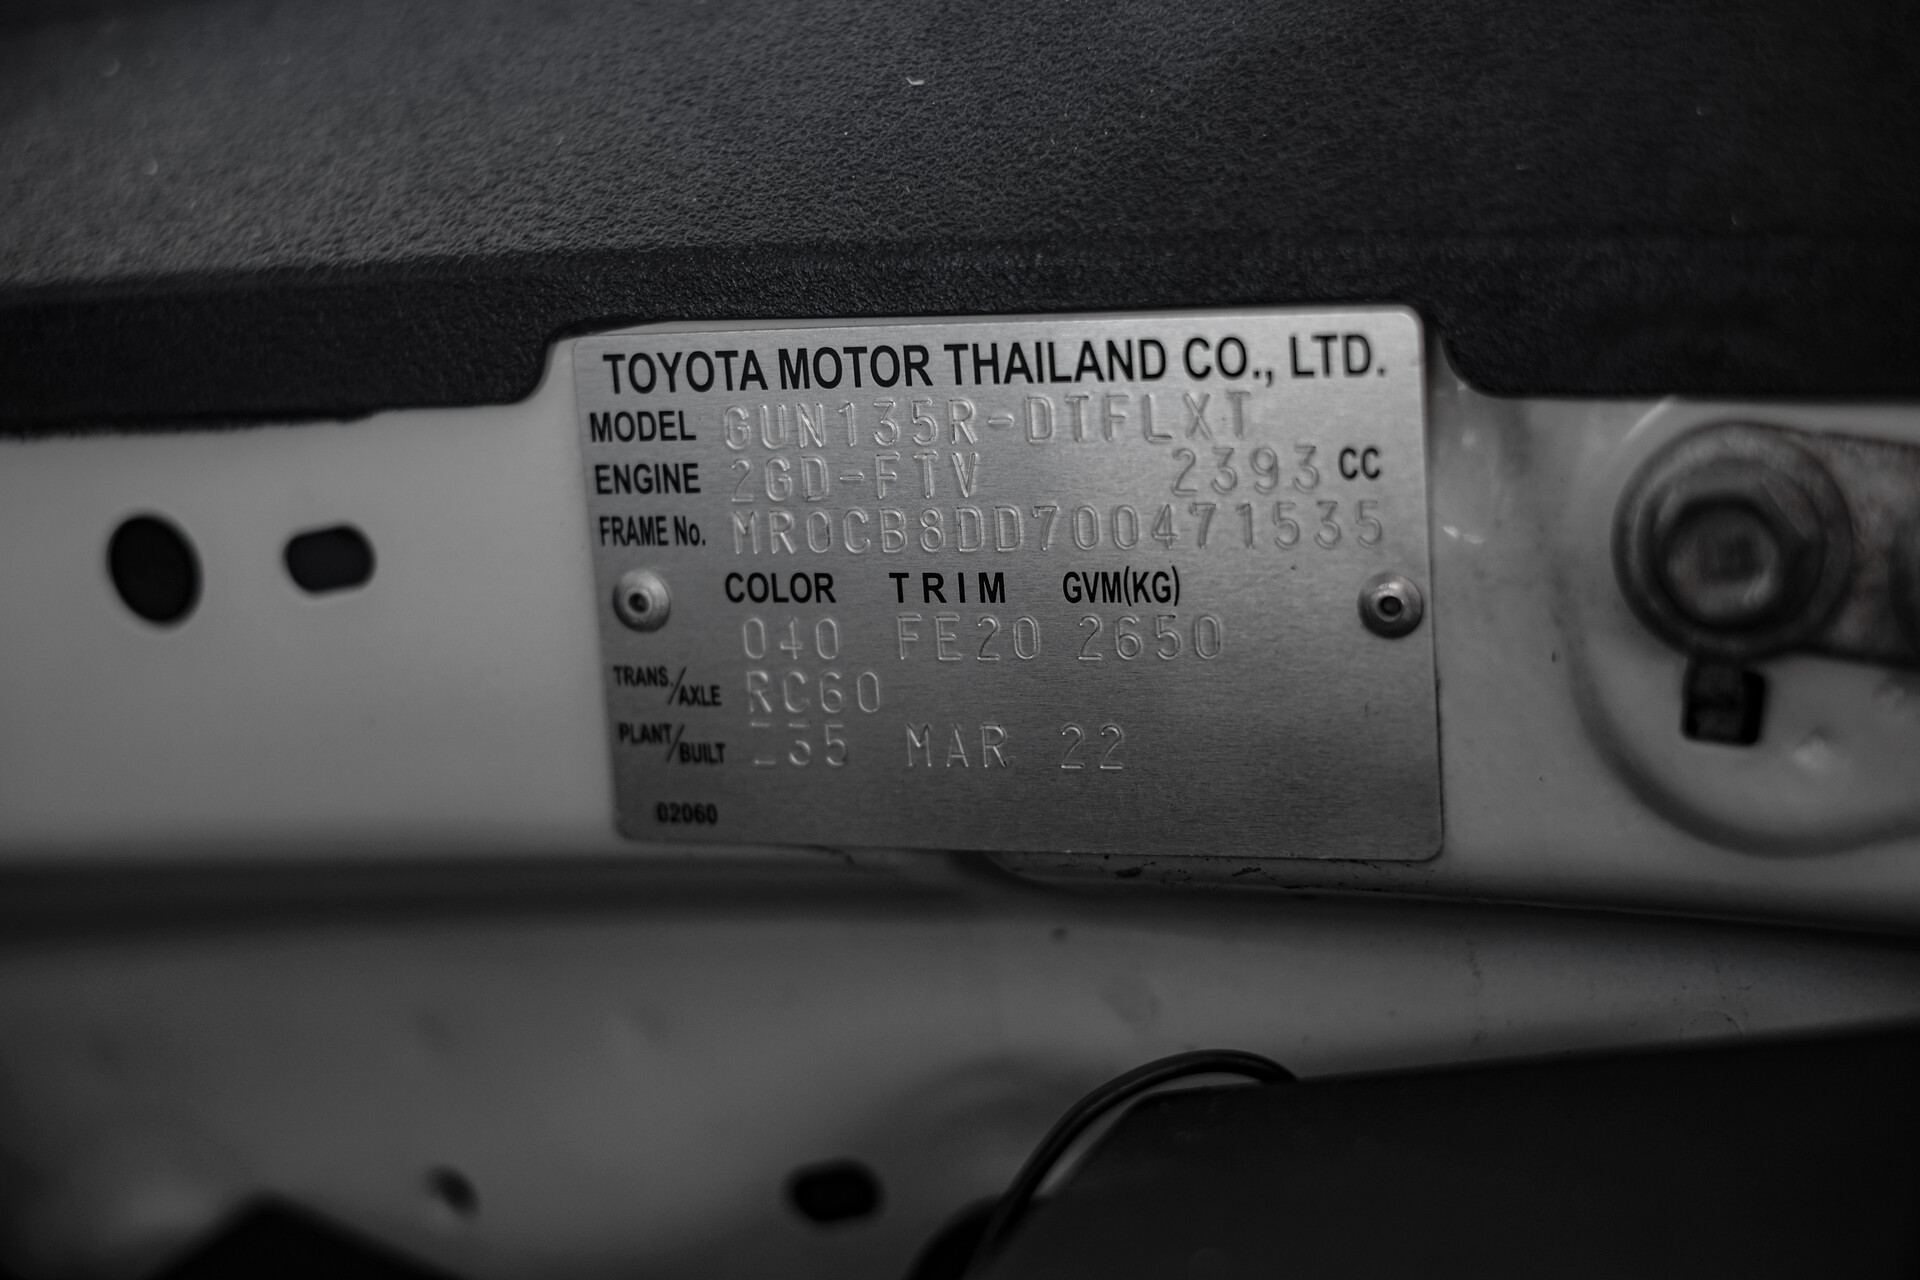 TOYOTA MOTOR THAILAND CO., LTD.
MODEL GUN135R-DTFLXT
ENGINE 2GD-FTV 2393 CC
FRAME No. MR0CB8DD700471535
COLOR TRIM GVM(KG)
040 FE20 2650
TRANS./AXLE RC60
PLANT/BUILT MAR 22
02060